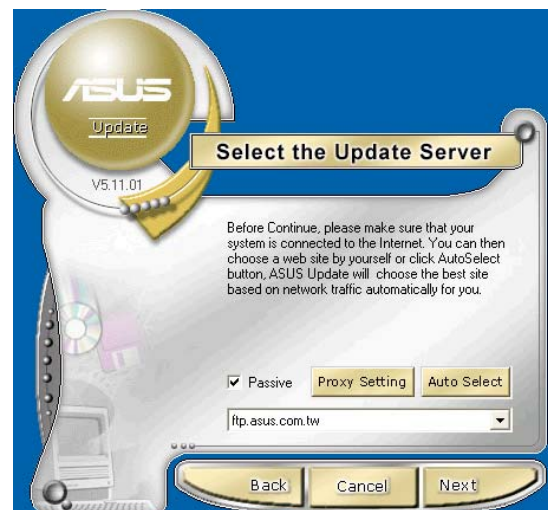 ASUS
Update
V5.11.01
Select the Update Server
Before Continue, please make sure that your
system is connected to the Internet. You can then
choose a web site by yourself or click AutoSelect
button, ASUS Update will choose the best site
based on network traffic automatically for you.
Passive Proxy Setting Auto Select
ftp.asus.com.tw
Back Cancel Next